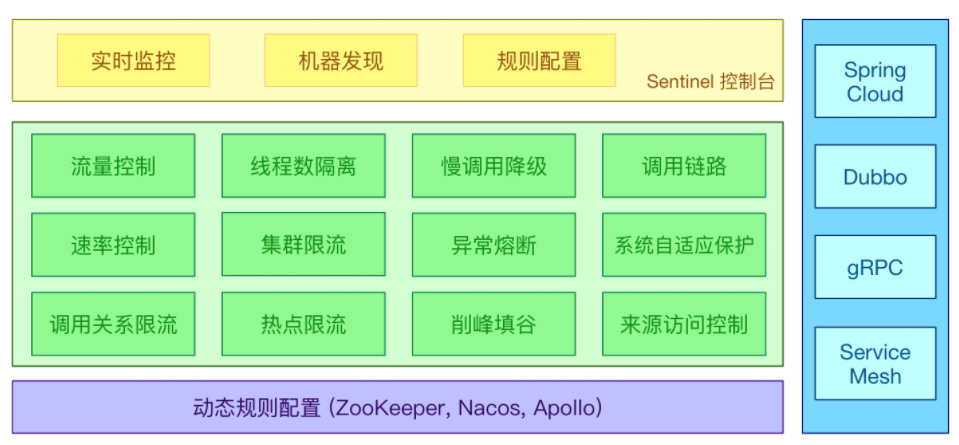 实时监控
机器发现
规则配置
Sentinel 控制台
流量控制
线程数隔离
慢调用降级
调用链路
速率控制
集群限流
异常熔断
系统自适应保护
调用关系限流
热点限流
削峰填谷
来源访问控制
动态规则配置 (ZooKeeper, Nacos, Apollo)
Spring
Cloud
Dubbo
gRPC
Service
Mesh